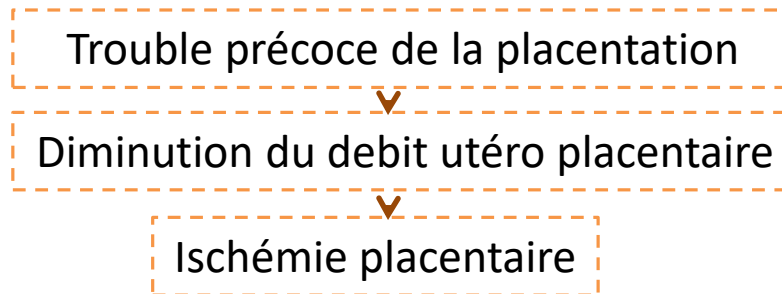 Trouble précoce de la placentation
Diminution du debit utéro placentaire
Ischémie placentaire